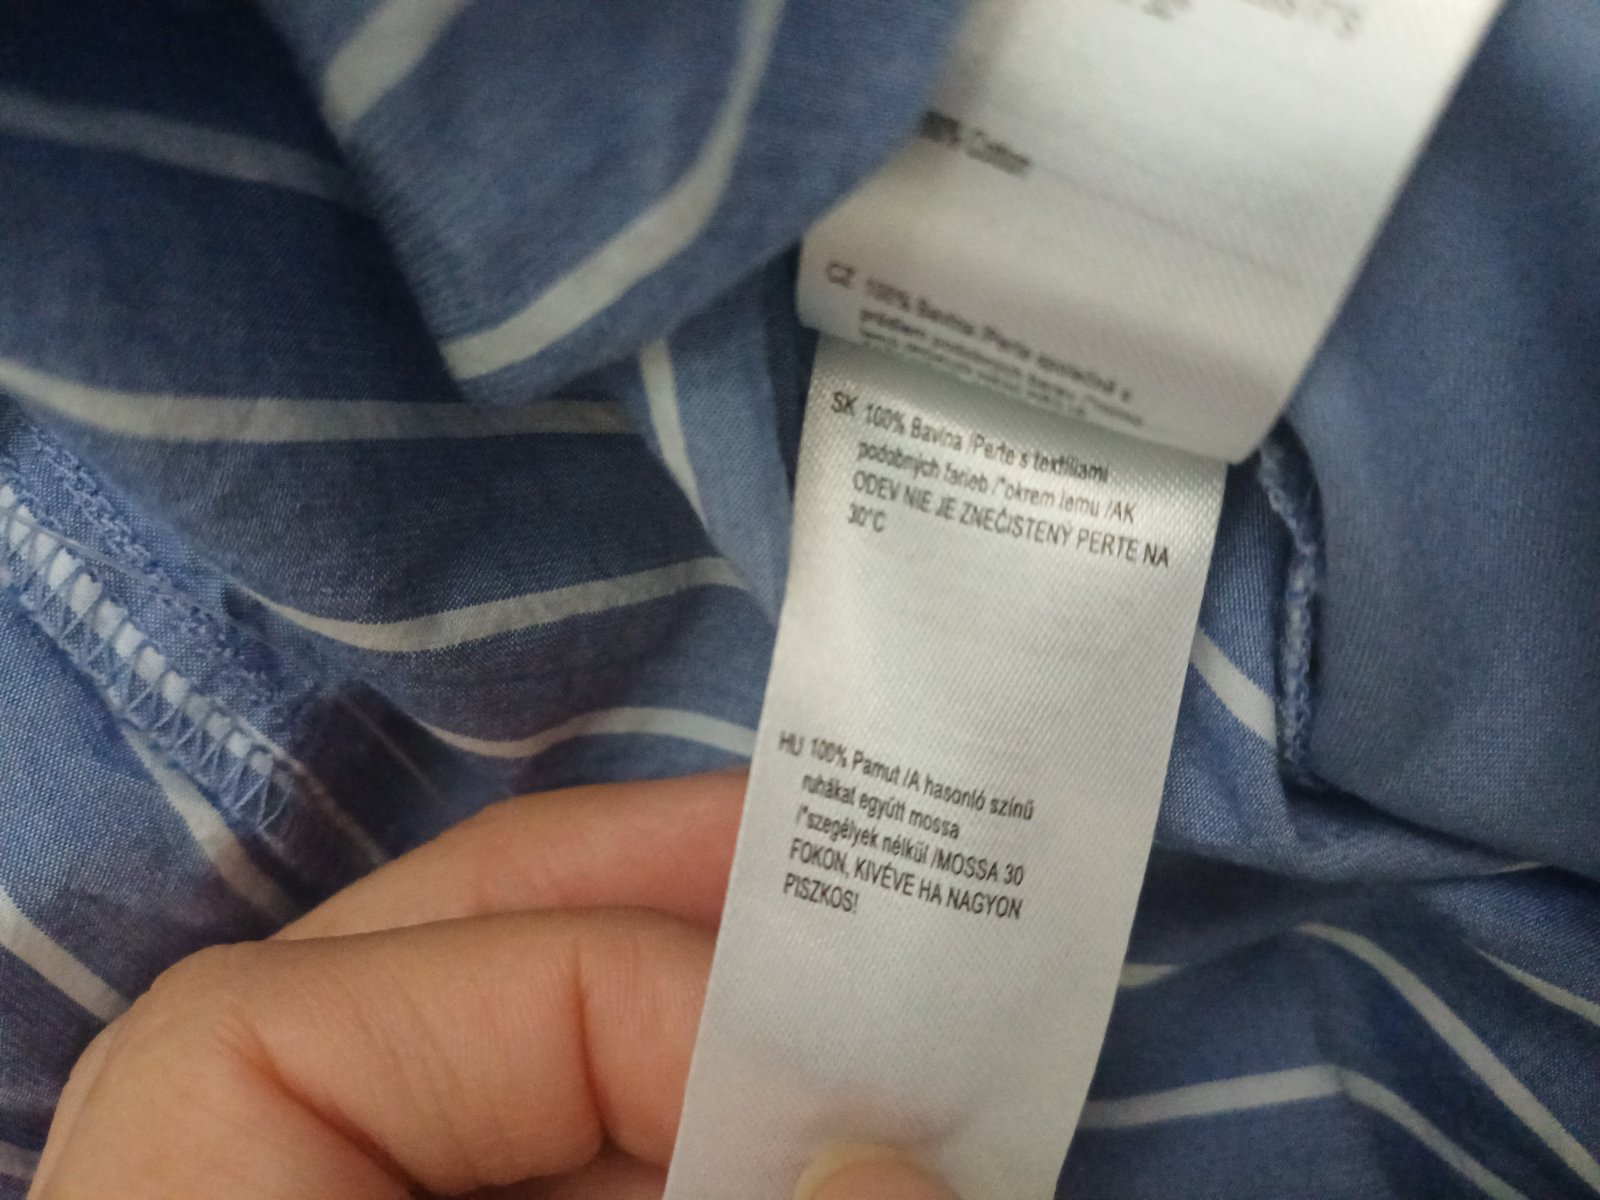 Cotton
CZ 100% Bavlna /Perte společně s
SK 100% Bavlna /Perte s textíliami
podobných farieb /*okrem lemu /AK
ODEV NIE JE ZNEČISTENÝ PERTE NA
30°C
HU 100% Pamut /A hasonló színű
ruhákat együtt mossa
/*szegélyek nélkül /MOSSA 30
FOKON, KIVÉVE HA NAGYON
PISZKOS!